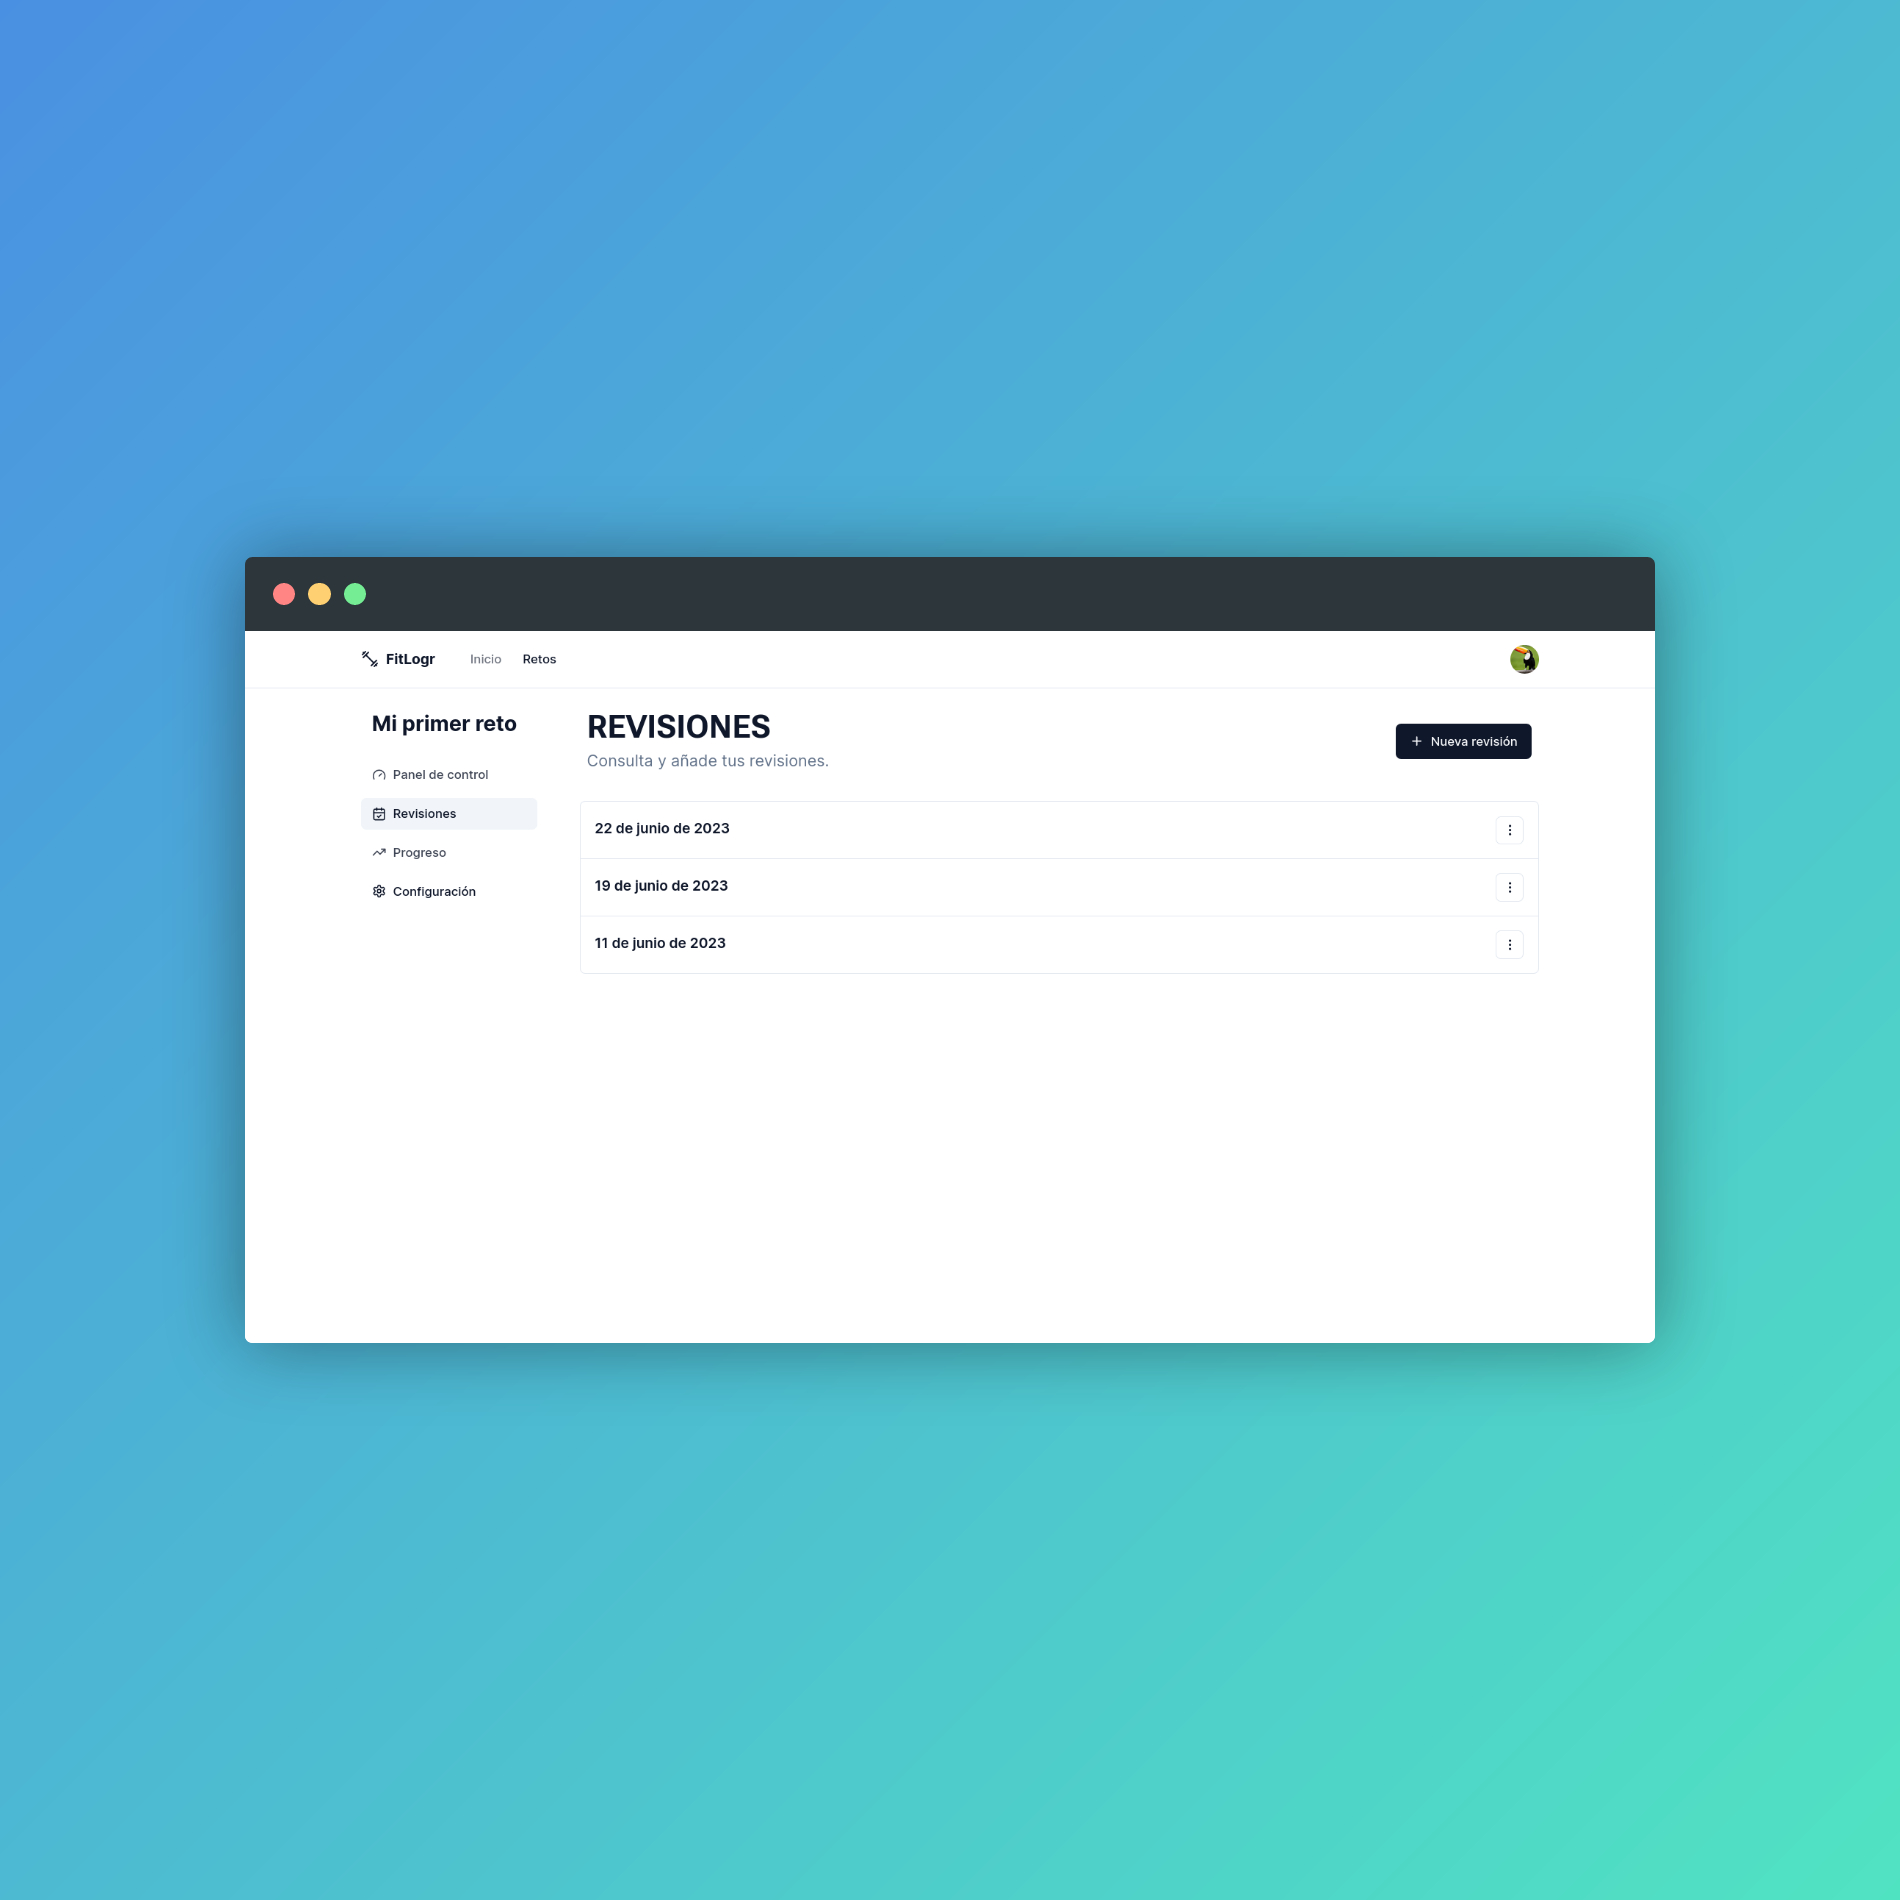 FitLogr Inicio Retos
Mi primer reto
Panel de control
Revisiones
Progreso
Configuración
REVISIONES
Consulta y añade tus revisiones.
Nueva revisión
22 de junio de 2023
19 de junio de 2023
11 de junio de 2023